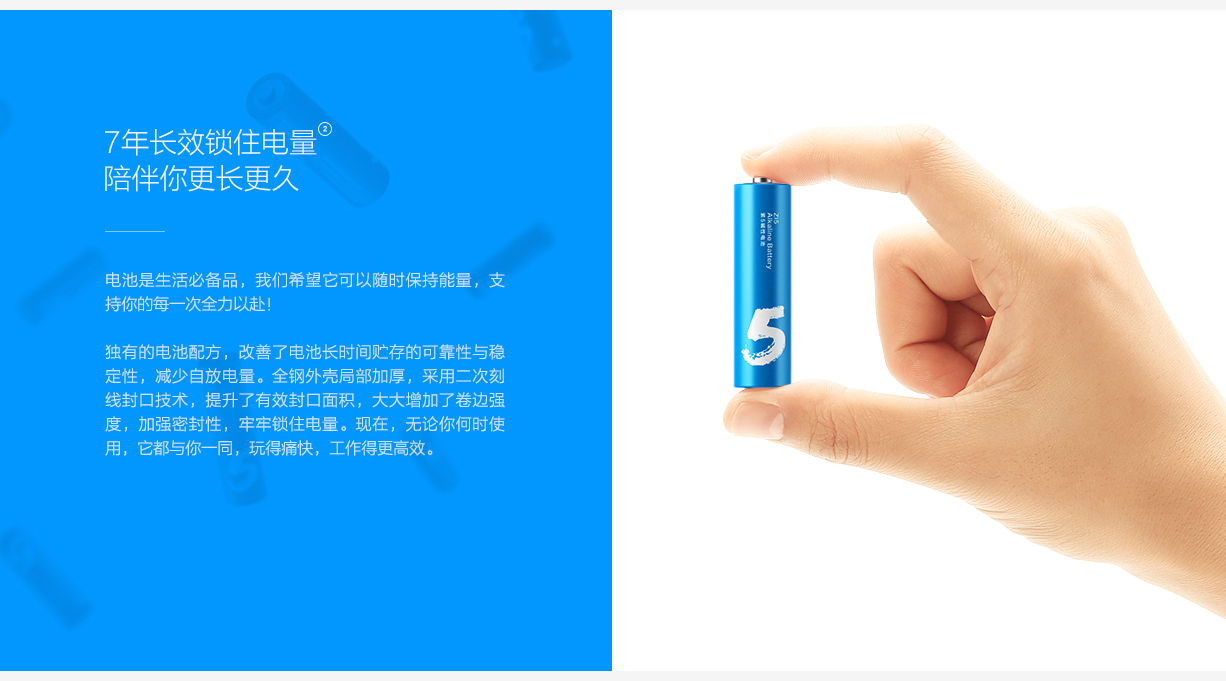 7年长效锁住电量②
陪伴你更长更久
电池是生活必备品，我们希望它可以随时保持能量，支
持你的每一次全力以赴！
独有的电池配方，改善了电池长时间贮存的可靠性与稳
定性，减少自放电量。全钢外壳局部加厚，采用二次刻
线封口技术，提升了有效封口面积，大大增加了卷边强
度，加强密封性，牢牢锁住电量。现在，无论你何时使
用，它都与你一同，玩得痛快，工作得更高效。
ZI5
Alkaline Battery
紫5碱性电池
5